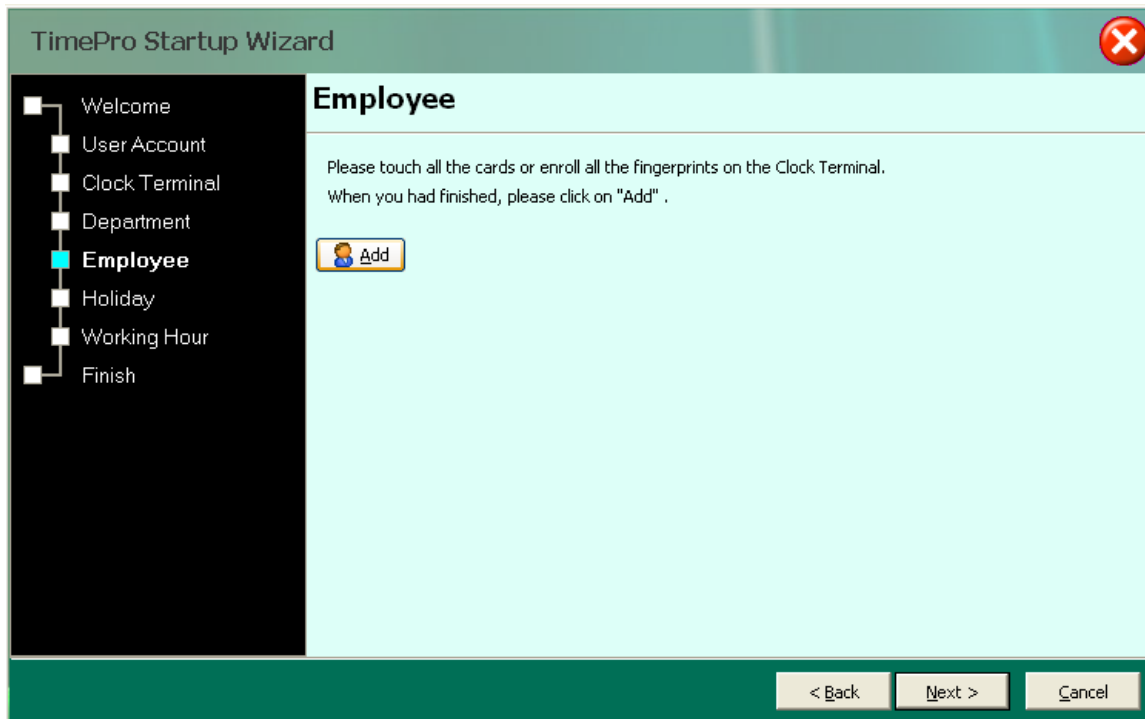 TimePro Startup Wizard
Welcome
User Account
Clock Terminal
Department
Employee
Holiday
Working Hour
Finish
Employee
Please touch all the cards or enroll all the fingerprints on the Clock Terminal.
When you had finished, please click on "Add" .
Add
< Back
Next >
Cancel